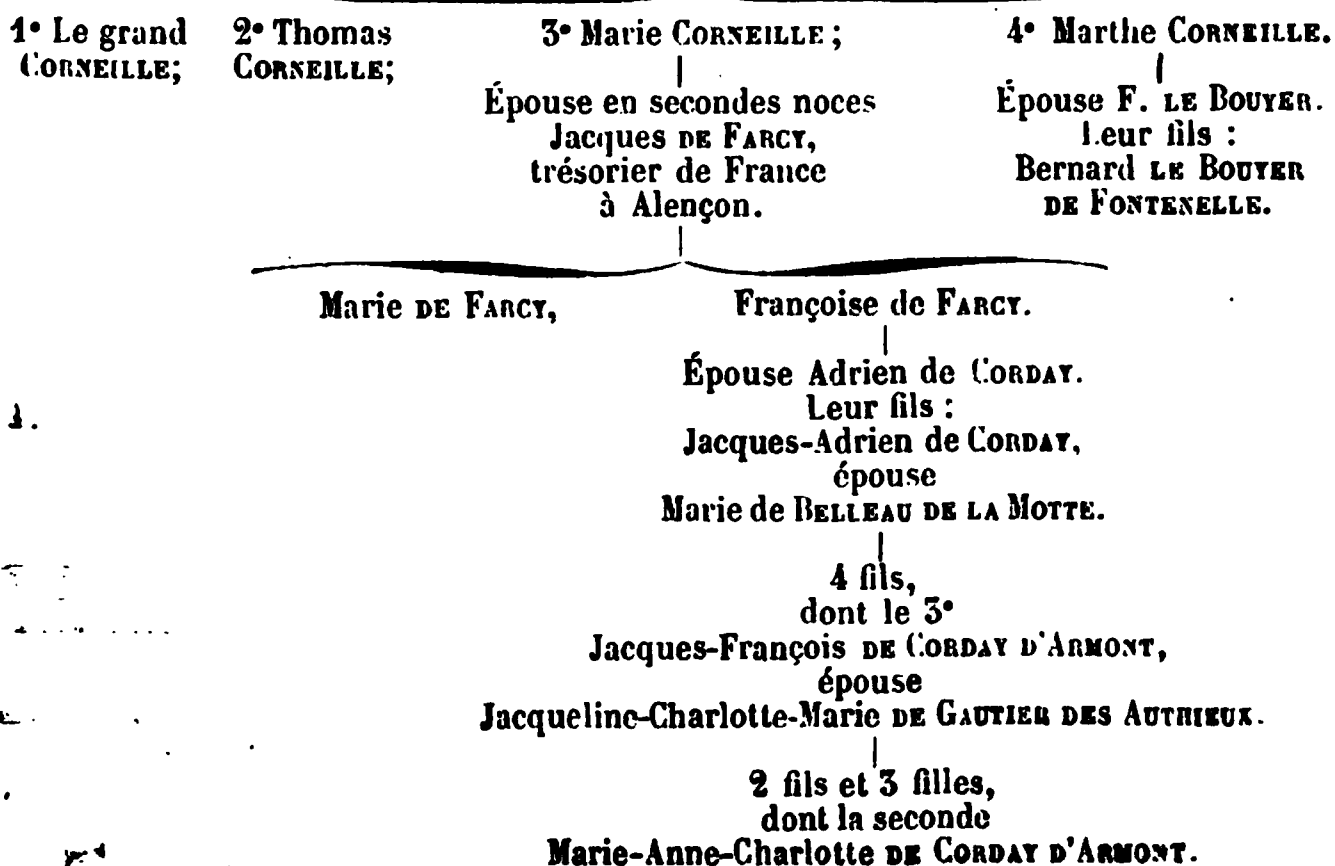 1° Le grand
CORNEILLE;
2° Thomas
CORNEILLE;
3° Marie CORNEILLE;
Épouse en secondes noces
Jacques DE FARCY,
trésorier de France
à Alençon.
4° Marthe CORNEILLE.
Épouse F. LE BOUYER.
Leur fils :
Bernard LE BOUYER
DE FONTENELLE.
Marie DE FARCY,
Françoise de FARCY.
Épouse Adrien de CORDAY.
Leur fils :
Jacques-Adrien de CORDAY,
épouse
Marie de BELLEAU DE LA MOTTE.
4 fils,
dont le 3°
Jacques-François DE CORDAY D'ARMONT,
épouse
Jacqueline-Charlotte-Marie DE GAUTIER DES AUTHIEUX.
2 fils et 3 filles,
dont la seconde
Marie-Anne-Charlotte DE CORDAY D'ARMONT.